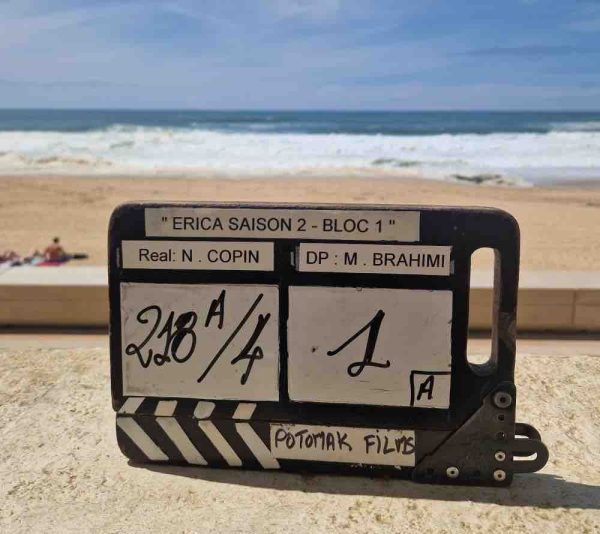 " ERICA SAISON 2 - BLOC 1 "
Real: N . COPIN
DP : M . BRAHIMI
218 A/4
1
A
POTOMAK FILMS